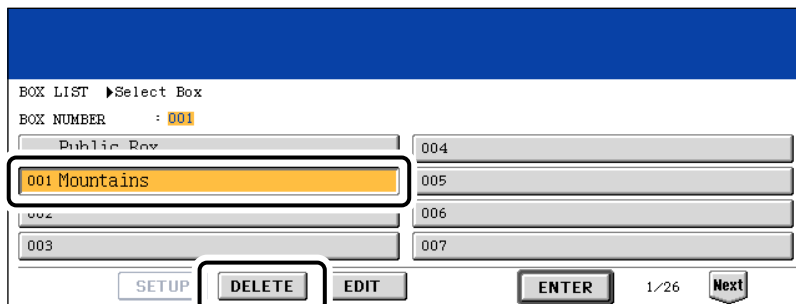 BOX LIST ▶Select Box
BOX NUMBER : 001
Public Box
004
001 Mountains
005
002
006
003
007
SETUP DELETE EDIT ENTER 1/26 Next